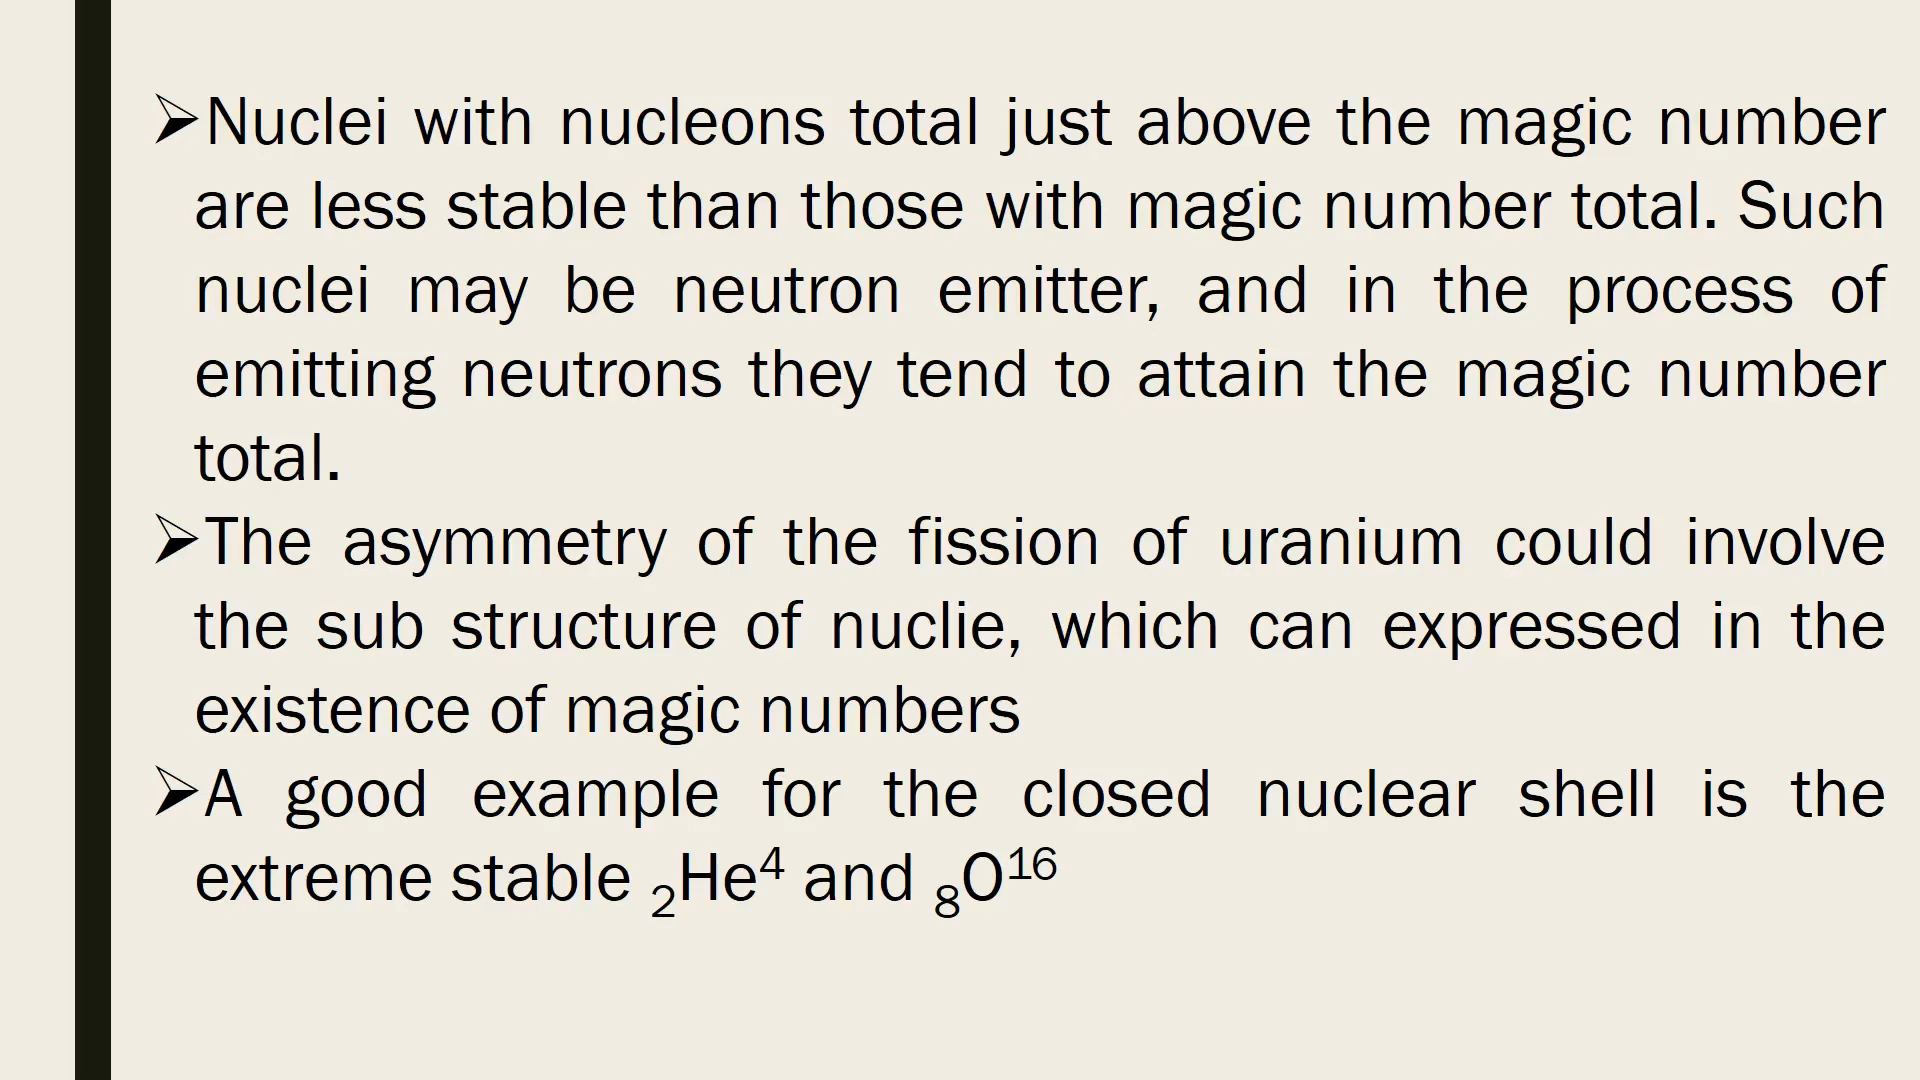 ➢Nuclei with nucleons total just above the magic number
are less stable than those with magic number total. Such
nuclei may be neutron emitter, and in the process of
emitting neutrons they tend to attain the magic number
total.
➢The asymmetry of the fission of uranium could involve
the sub structure of nuclie, which can expressed in the
existence of magic numbers
➢A good example for the closed nuclear shell is the
extreme stable ₂He⁴ and ₈O¹⁶